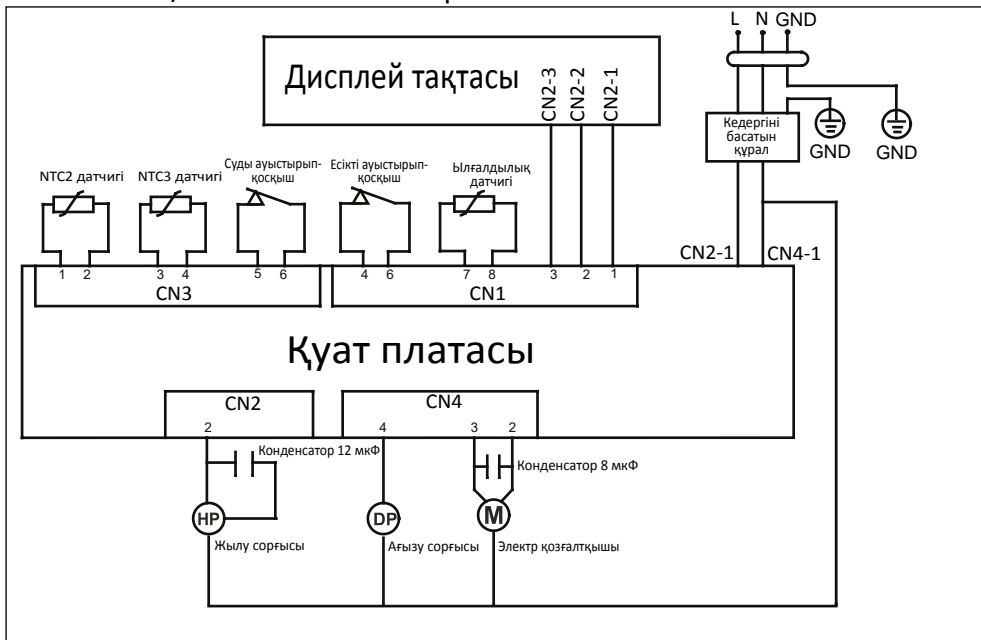 L N GND
Дисплей тақтасы
CN2-3
CN2-2
CN2-1
Кедергіні
басатын
құрал
GND
GND
NTC2 датчигі
NTC3 датчигі
Суды ауыстырып-
қосқыш
Есікті ауыстырып-
қосқыш
Ылғалдылық
датчигі
CN2-1
CN4-1
1 2 3 4 5 6
4 6 7 8 3 2 1
CN3
CN1
Қуат платасы
CN2
CN4
2
4
3 2
Конденсатор 12 мкФ
Конденсатор 8 мкФ
HP
DP
M
Жылу сорғысы
Ағызу сорғысы
Электр қозғалтқышы